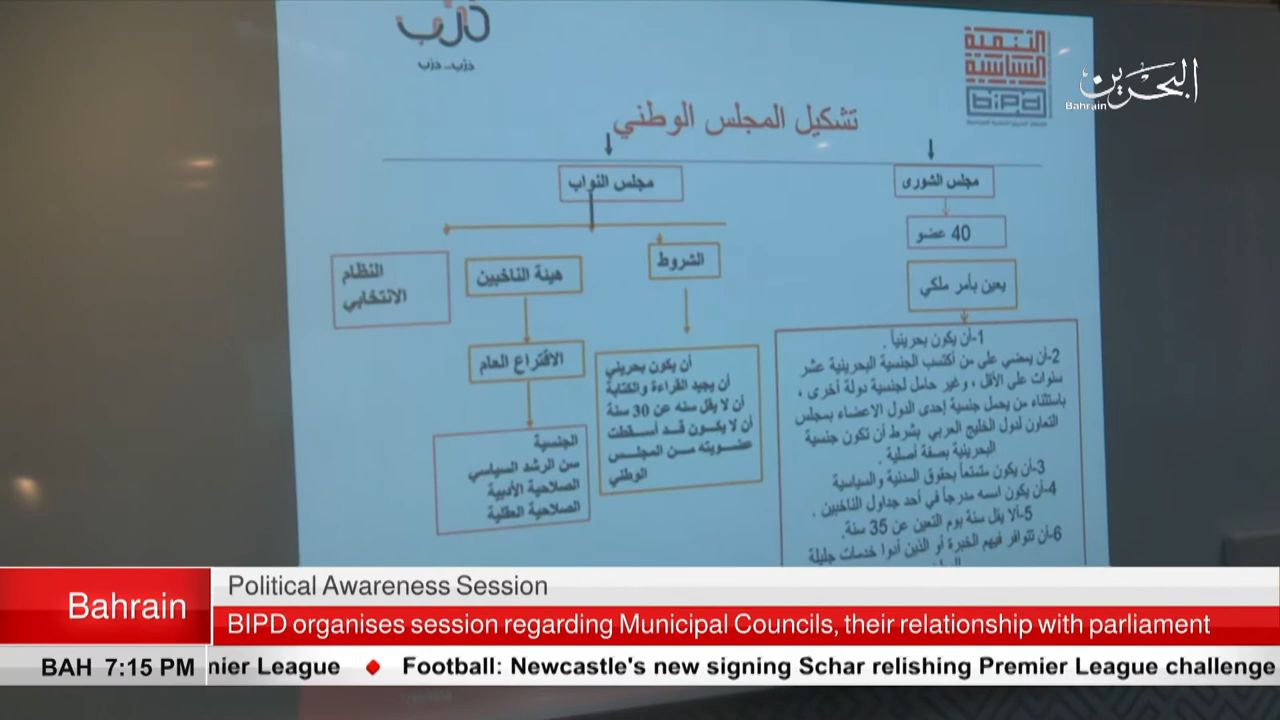 درب
درّب.. درب
التنمية
السياسية
bipd
البحرين
Bahrain
تشكيل المجلس الوطني
مجلس الشورى
مجلس النواب
40 عضو
يعين بأمر ملكي
1-أن يكون بحرينياً .
2-أن يمضي على من أكتسب الجنسية البحرينية عشر
سنوات على الأقل ، وغير حامل لجنسية دولة أخرى ،
باستثناء من يحمل جنسية إحدى الدول الاعضاء بمجلس
التعاون لدول الخليج العربي بشرط أن تكون جنسية
البحرينية بصفة أصلية .
3-أن يكون متمتعاً بحقوق المدنية والسياسية
4-أن يكون اسمه مدرجاً في أحد جداول الناخبين .
5-ألا يقل سنة يوم التعين عن 35 سنة.
6-أن تتوافر فيهم الخبرة أو الذين أدوا خدمات جليلة
الشروط
أن يكون بحريني
أن يجيد القراءة والكتابة
أن لا يقل سنه عن 30 سنة
أن لا يكون قد أسقطت
عضويته من المجلس
الوطني
هيئة الناخبين
الاقتراع العام
الجنسية
سن الرشد السياسي
الصلاحية الأدبية
الصلاحية العقلية
النظام
الانتخابي
Bahrain
Political Awareness Session
BIPD organises session regarding Municipal Councils, their relationship with parliament
BAH 7:15 PM
mier League ◆ Football: Newcastle's new signing Schar relishing Premier League challenge